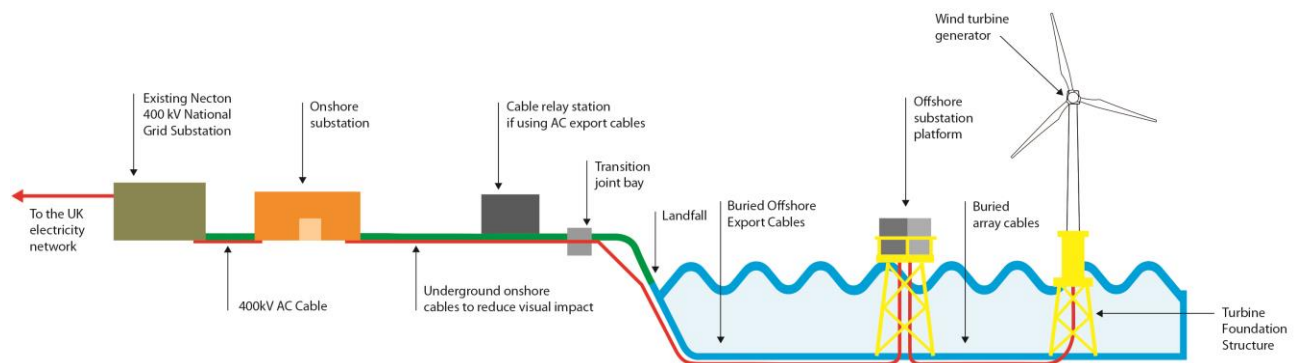 Existing Necton
400 kV National
Grid Substation
Onshore
substation
Cable relay station
if using AC export cables
Transition
joint bay
Landfall
Buried Offshore
Export Cables
Offshore
substation
platform
Buried
array cables
Wind turbine
generator
To the UK
electricity
network
400kV AC Cable
Underground onshore
cables to reduce visual impact
Turbine
Foundation
Structure